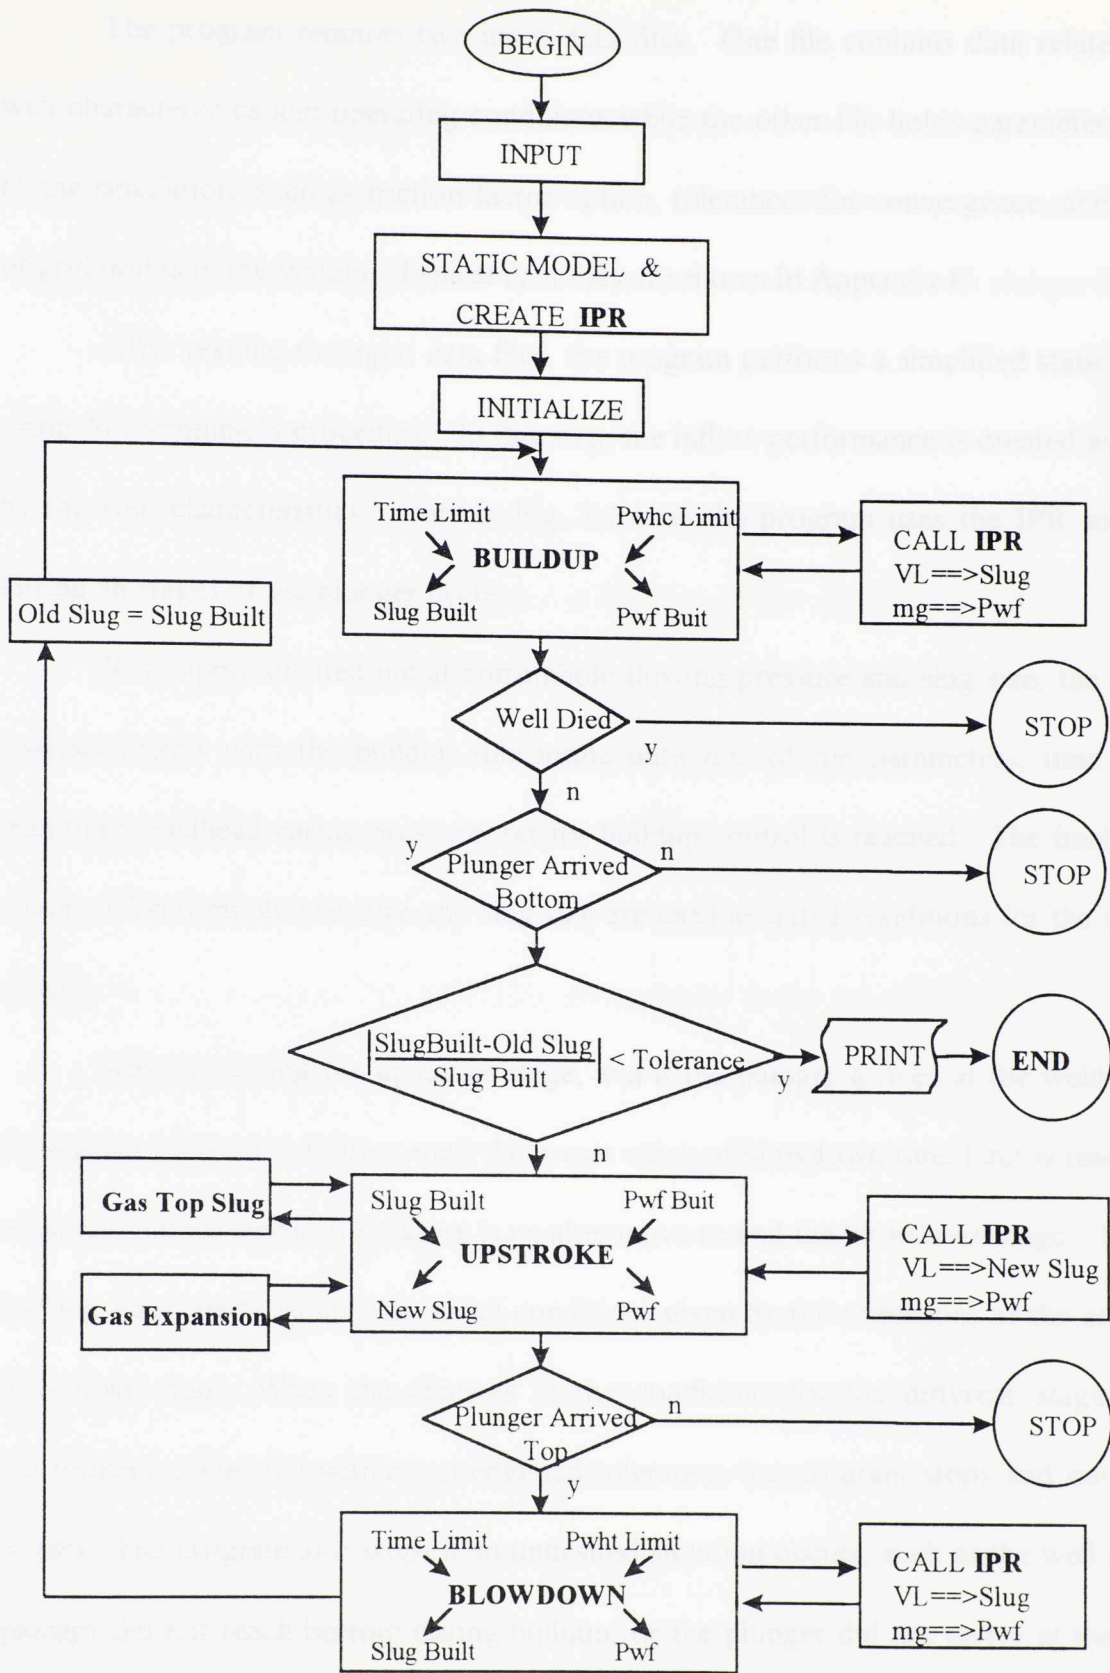 BEGIN
INPUT
STATIC MODEL &
CREATE IPR
INITIALIZE
Time Limit
Pwhc Limit
BUILDUP
Slug Built
Pwf Buit
CALL IPR
VL==>Slug
mg==>Pwf
Old Slug = Slug Built
Well Died
y
STOP
n
y
Plunger Arrived
Bottom
n
STOP
|SlugBuilt-Old Slug
Slug Built| < Tolerance
y
PRINT
END
n
Gas Top Slug
Gas Expansion
Slug Built
Pwf Buit
UPSTROKE
New Slug
Pwf
CALL IPR
VL==>New Slug
mg==>Pwf
Plunger Arrived
Top
n
STOP
y
Time Limit
Pwht Limit
BLOWDOWN
Slug Built
Pwf
CALL IPR
VL==>Slug
mg==>Pwf